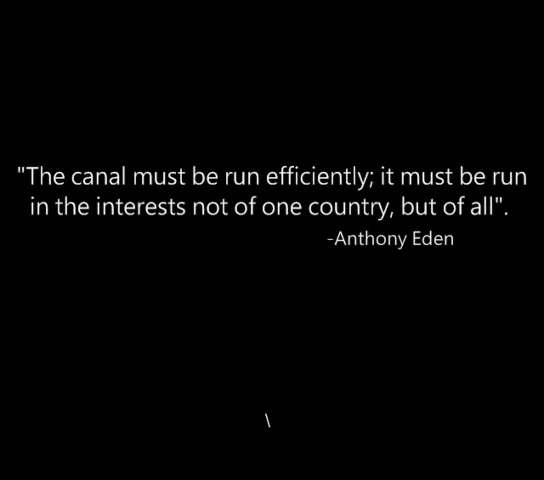 "The canal must be run efficiently; it must be run
in the interests not of one country, but of all".
-Anthony Eden
\